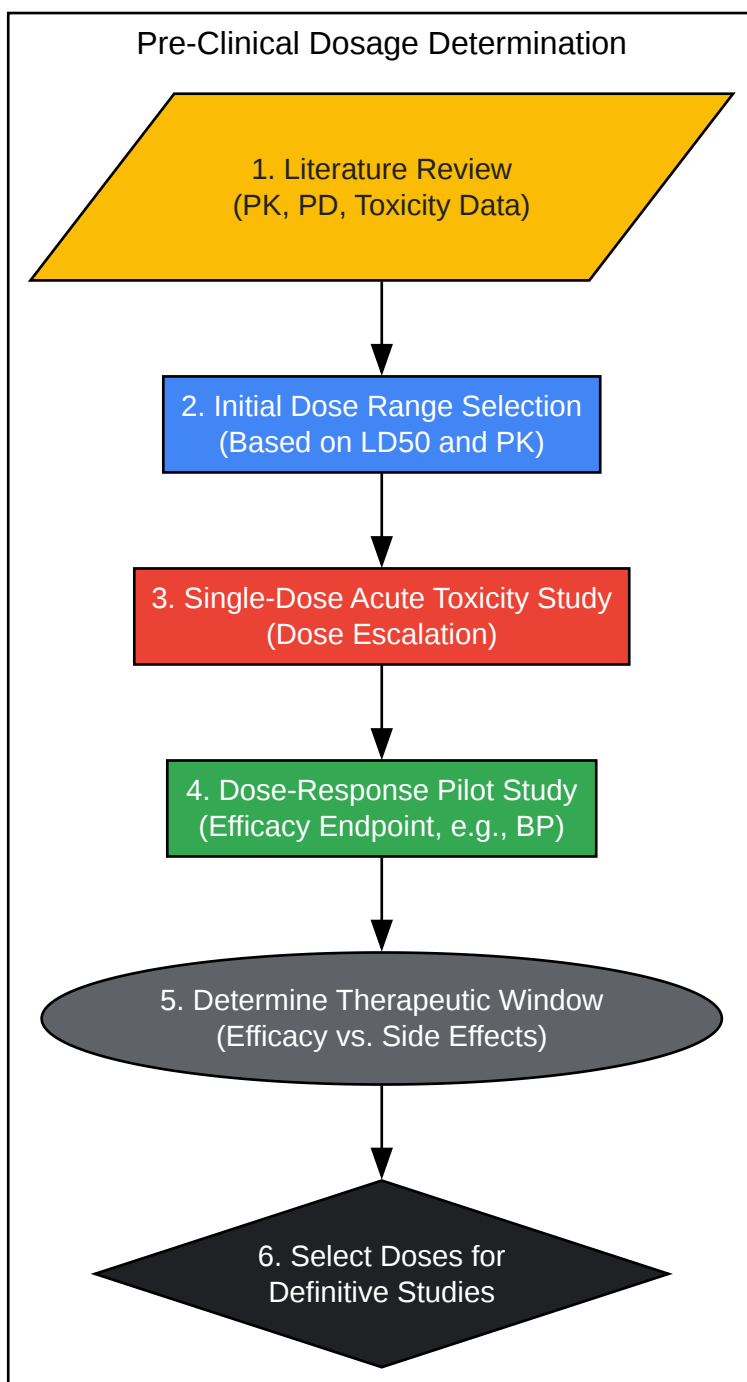 Pre-Clinical Dosage Determination
1. Literature Review
(PK, PD, Toxicity Data)
2. Initial Dose Range Selection
(Based on LD50 and PK)
3. Single-Dose Acute Toxicity Study
(Dose Escalation)
4. Dose-Response Pilot Study
(Efficacy Endpoint, e.g., BP)
5. Determine Therapeutic Window
(Efficacy vs. Side Effects)
6. Select Doses for
Definitive Studies